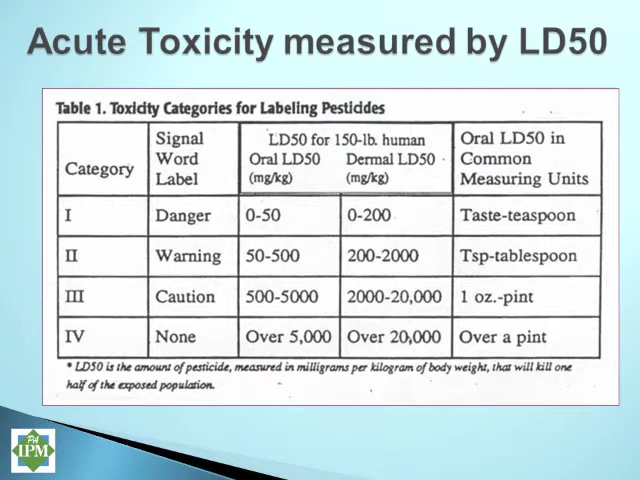 Acute Toxicity measured by LD50
Table 1. Toxicity Categories for Labeling Pesticides
Category Signal Word Label LD50 for 150-lb. human Oral LD50 (mg/kg) Dermal LD50 (mg/kg) Oral LD50 in Common Measuring Units
I Danger 0-50 0-200 Taste-teaspoon
II Warning 50-500 200-2000 Tsp-tablespoon
III Caution 500-5000 2000-20,000 1 oz.-pint
IV None Over 5,000 Over 20,000 Over a pint
* LD50 is the amount of pesticide, measured in milligrams per kilogram of body weight, that will kill one
half of the exposed population.
PA
IPM